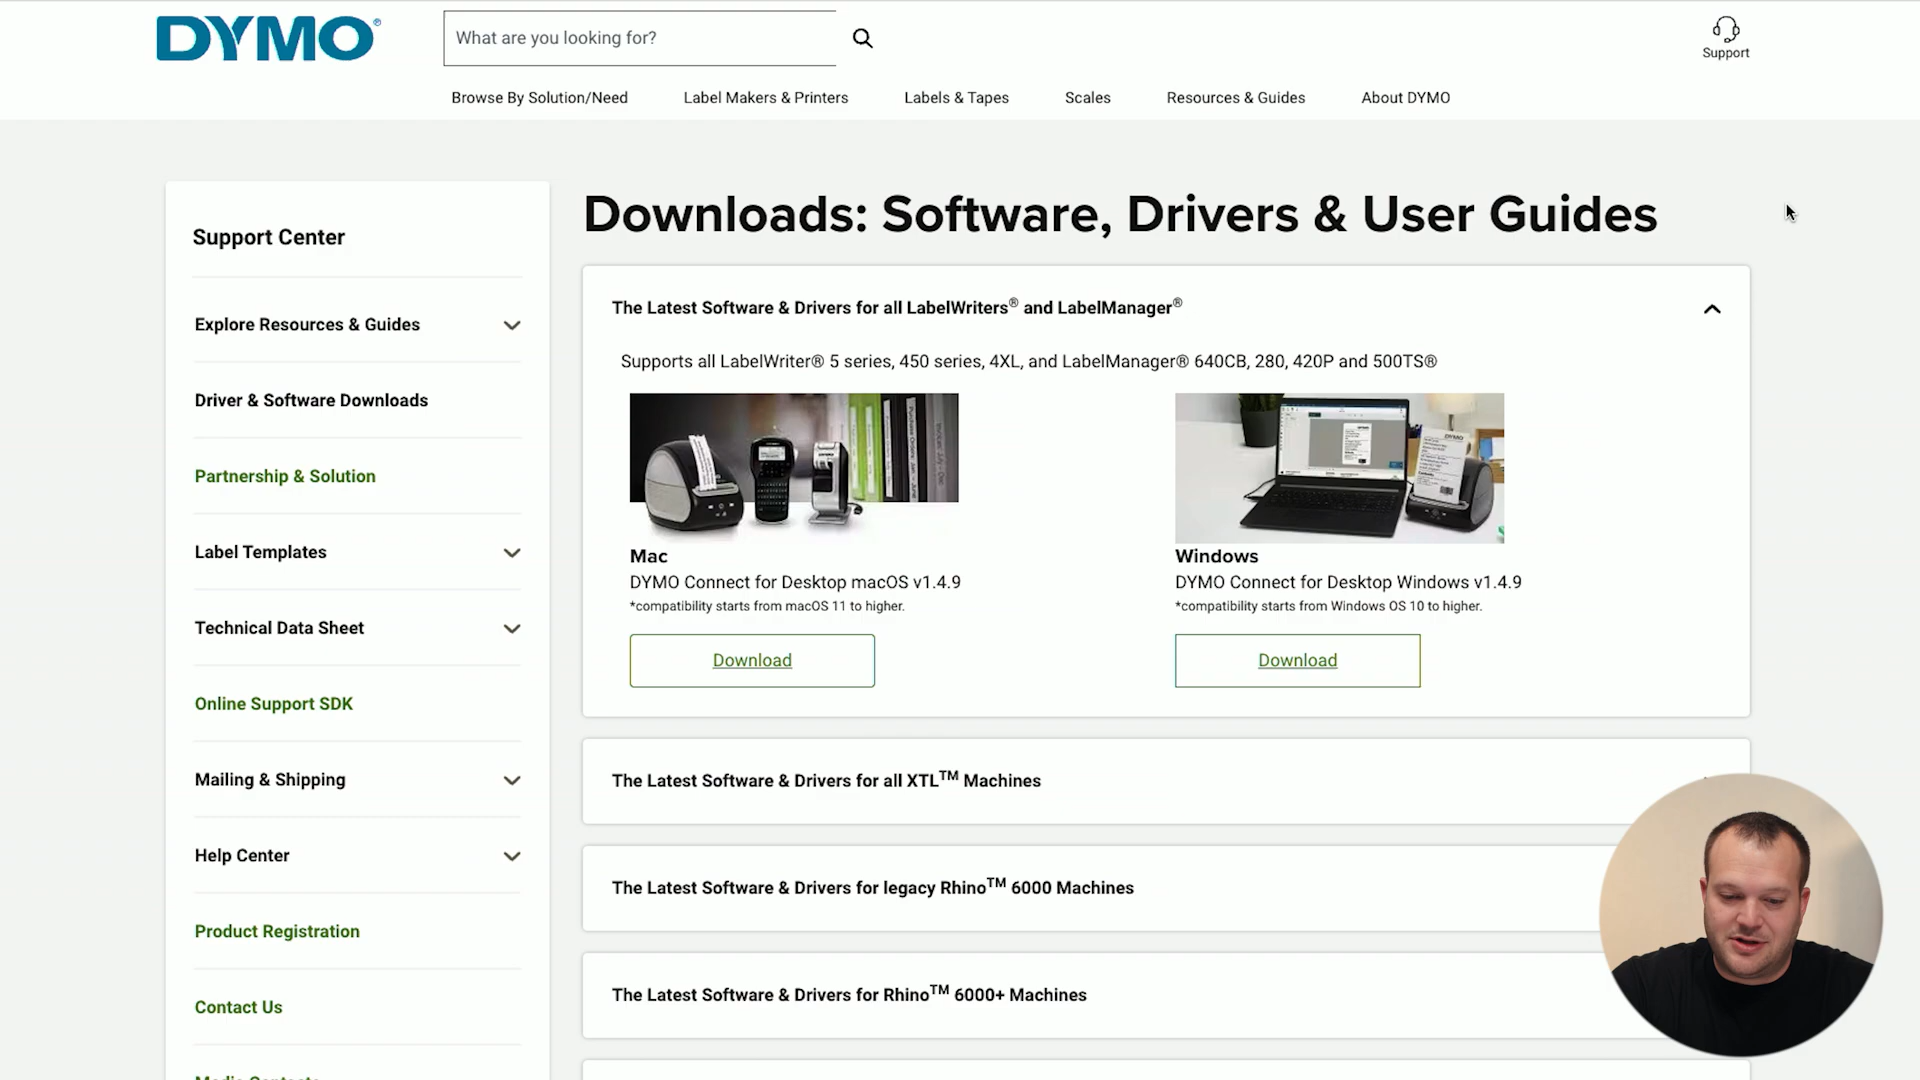 DYMO®
What are you looking for?
Support
Browse By Solution/Need
Label Makers & Printers
Labels & Tapes
Scales
Resources & Guides
About DYMO
Support Center
Explore Resources & Guides
Driver & Software Downloads
Partnership & Solution
Label Templates
Technical Data Sheet
Online Support SDK
Mailing & Shipping
Help Center
Product Registration
Contact Us
Downloads: Software, Drivers & User Guides
The Latest Software & Drivers for all LabelWriters® and LabelManager®
Supports all LabelWriter® 5 series, 450 series, 4XL, and LabelManager® 640CB, 280, 420P and 500TS®
Mac
DYMO Connect for Desktop macOS v1.4.9
*compatibility starts from macOS 11 to higher.
Download
DYMO
Windows
DYMO Connect for Desktop Windows v1.4.9
*compatibility starts from Windows OS 10 to higher.
Download
The Latest Software & Drivers for all XTL™ Machines
The Latest Software & Drivers for legacy Rhino™ 6000 Machines
The Latest Software & Drivers for Rhino™ 6000+ Machines